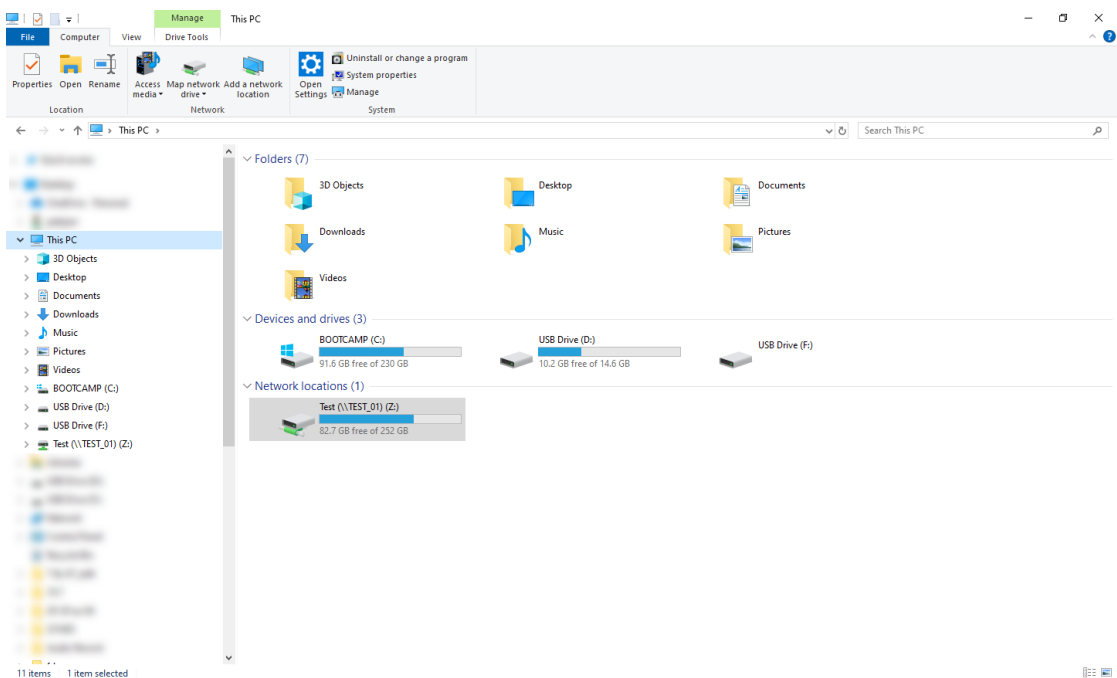 Manage This PC
File Computer View Drive Tools
Properties Open Rename Access media Map network drive Add a network location Open Settings
Uninstall or change a program
System properties
Manage
Location Network System
This PC
Search This PC
This PC
3D Objects
Desktop
Documents
Downloads
Music
Pictures
Videos
BOOTCAMP (C:)
USB Drive (D:)
USB Drive (F:)
Test (\\TEST_01) (Z:)
Folders (7)
3D Objects Desktop Documents
Downloads Music Pictures
Videos
Devices and drives (3)
BOOTCAMP (C:) USB Drive (D:) USB Drive (F:)
91.6 GB free of 230 GB 10.2 GB free of 14.6 GB
Network locations (1)
Test (\\TEST_01) (Z:)
82.7 GB free of 252 GB
11 items 1 item selected